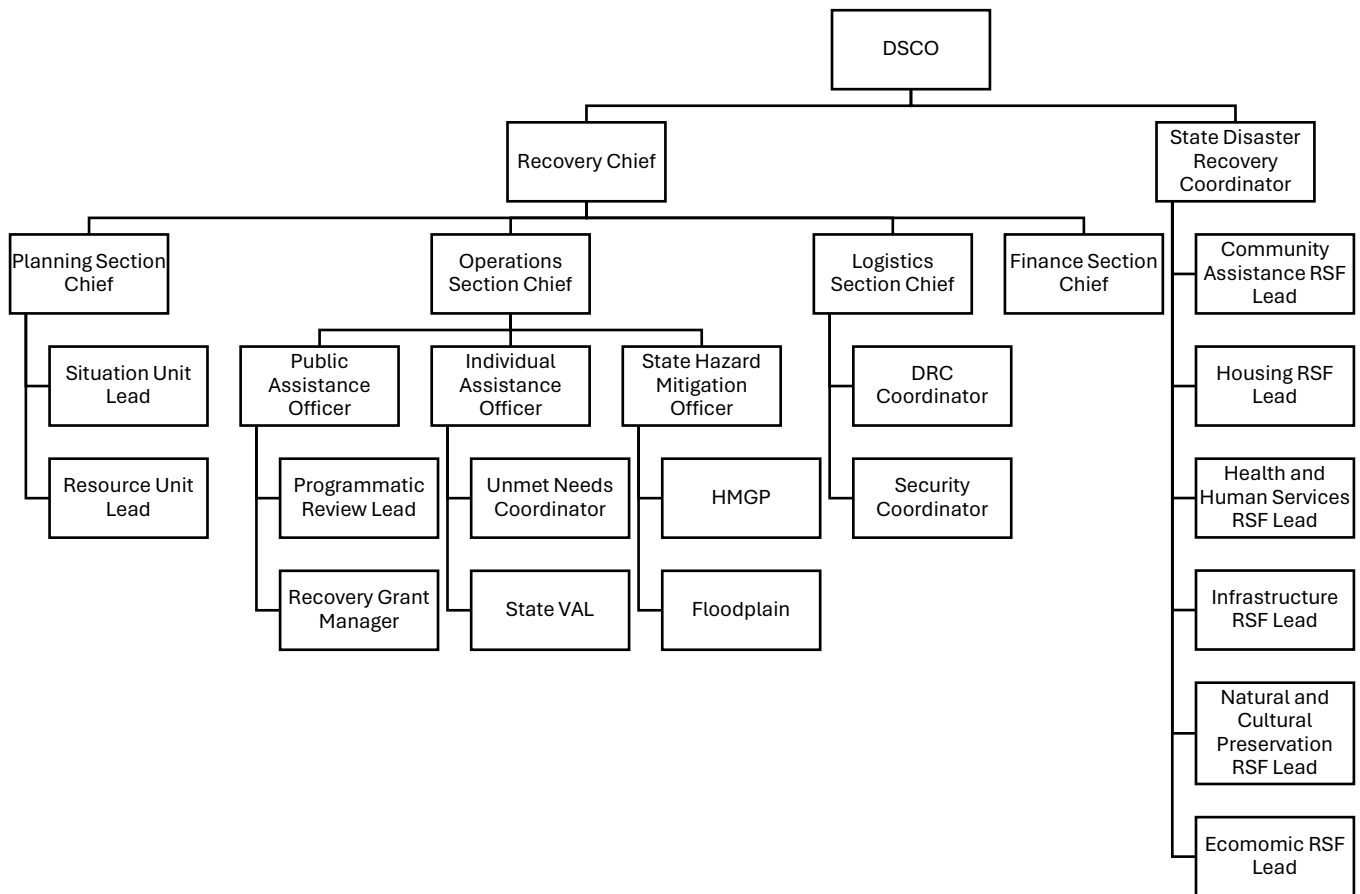 DSCO
Recovery Chief
State Disaster
Recovery
Coordinator
Planning Section
Chief
Operations
Section Chief
Logistics
Section Chief
Finance Section
Chief
Community
Assistance RSF
Lead
Situation Unit
Lead
Public
Assistance
Officer
Individual
Assistance
Officer
State Hazard
Mitigation
Officer
DRC
Coordinator
Housing RSF
Lead
Resource Unit
Lead
Programmatic
Review Lead
Unmet Needs
Coordinator
HMGP
Security
Coordinator
Health and
Human Services
RSF Lead
Recovery Grant
Manager
State VAL
Floodplain
Infrastructure
RSF Lead
Natural and
Cultural
Preservation
RSF Lead
Ecomomic RSF
Lead